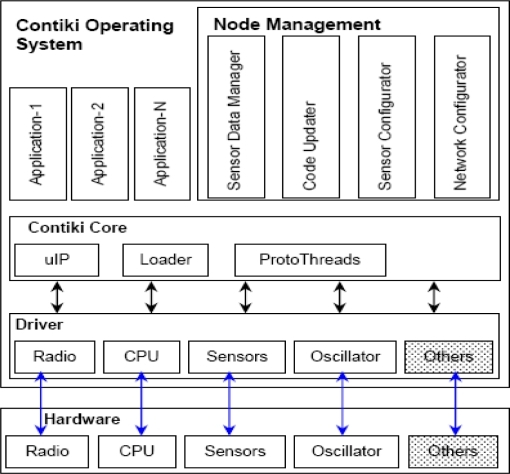 Contiki Operating
System
Node Management
Application-1
Application-2
Application-N
Sensor Data Manager
Code Updater
Sensor Configurator
Network Configurator
Contiki Core
uIP
Loader
ProtoThreads
Driver
Radio
CPU
Sensors
Oscillator
Others
Hardware
Radio
CPU
Sensors
Oscillator
Others